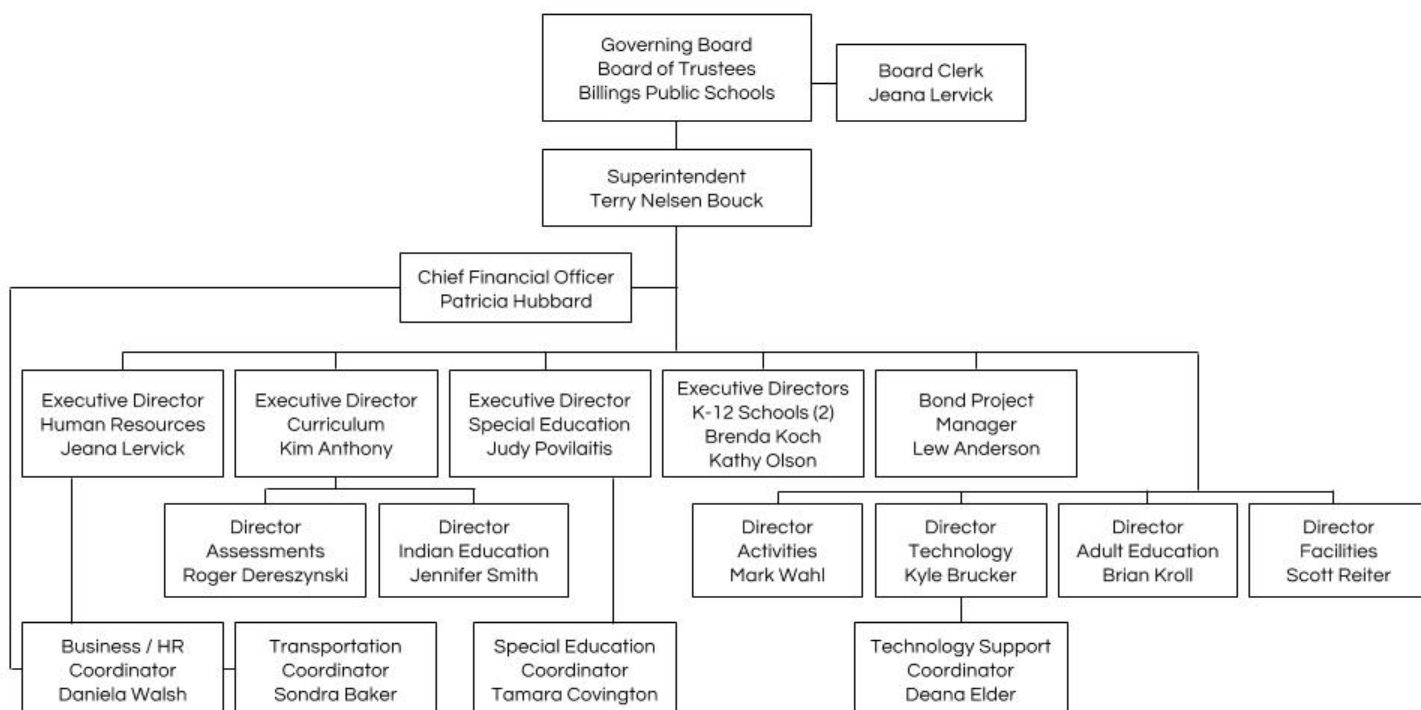 Governing Board
Board of Trustees
Billings Public Schools
Board Clerk
Jeana Lervick
Superintendent
Terry Nelsen Bouck
Chief Financial Officer
Patricia Hubbard
Executive Director
Human Resources
Jeana Lervick
Executive Director
Curriculum
Kim Anthony
Executive Director
Special Education
Judy Povilaitis
Executive Directors
K-12 Schools (2)
Brenda Koch
Kathy Olson
Bond Project
Manager
Lew Anderson
Director
Assessments
Roger Dereszynski
Director
Indian Education
Jennifer Smith
Director
Activities
Mark Wahl
Director
Technology
Kyle Brucker
Director
Adult Education
Brian Kroll
Director
Facilities
Scott Reiter
Business / HR
Coordinator
Daniela Walsh
Transportation
Coordinator
Sondra Baker
Special Education
Coordinator
Tamara Covington
Technology Support
Coordinator
Deana Elder